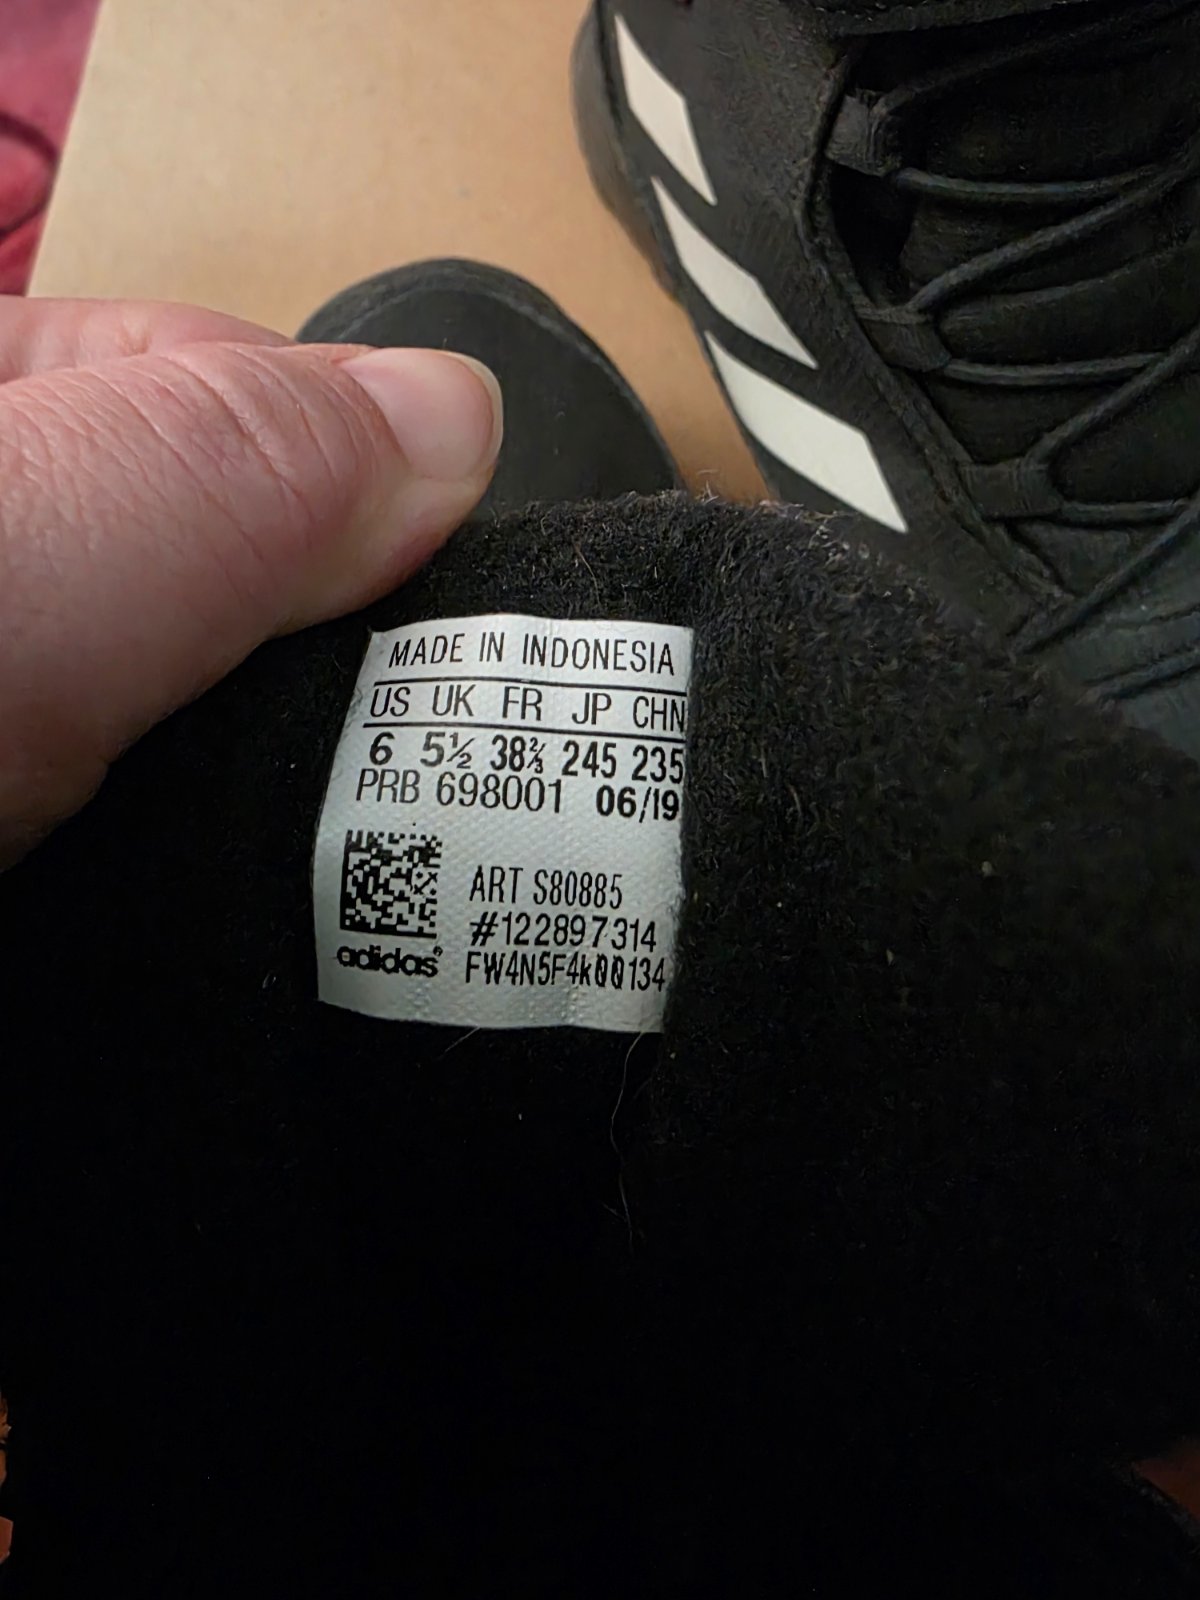 MADE IN INDONESIA
US UK FR JP CHN
6 5½ 38⅔ 245 235
PRB 698001 06/19
ART S80885
#122897314
adidas® FW4N5F4k00134